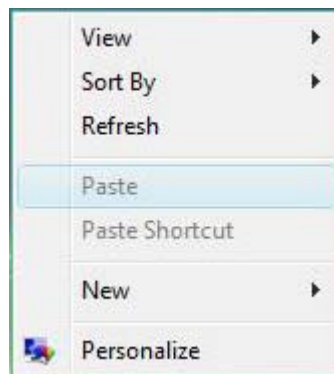 View
Sort By
Refresh
Paste
Paste Shortcut
New
Personalize